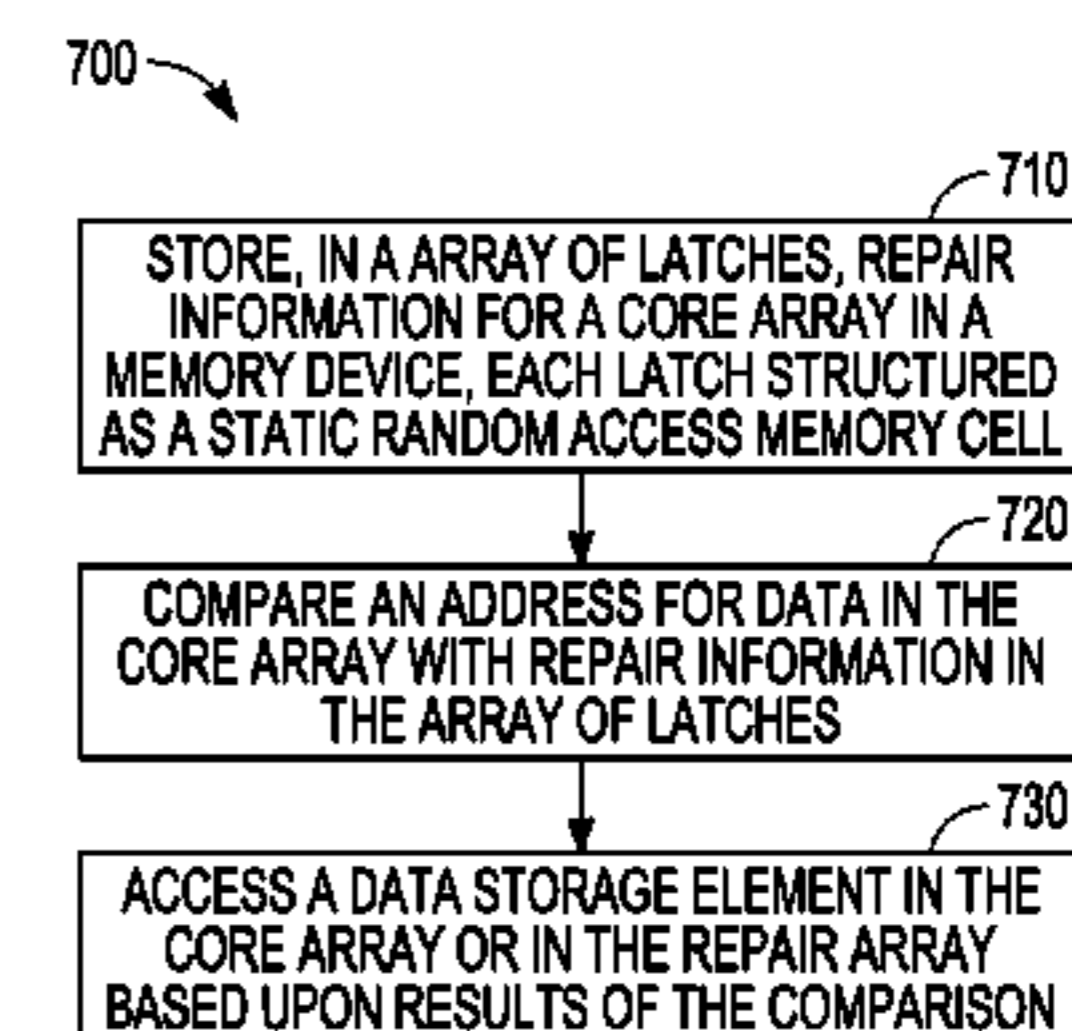 700
710
STORE, IN A ARRAY OF LATCHES, REPAIR
INFORMATION FOR A CORE ARRAY IN A
MEMORY DEVICE, EACH LATCH STRUCTURED
AS A STATIC RANDOM ACCESS MEMORY CELL
720
COMPARE AN ADDRESS FOR DATA IN THE
CORE ARRAY WITH REPAIR INFORMATION IN
THE ARRAY OF LATCHES
730
ACCESS A DATA STORAGE ELEMENT IN THE
CORE ARRAY OR IN THE REPAIR ARRAY
BASED UPON RESULTS OF THE COMPARISON